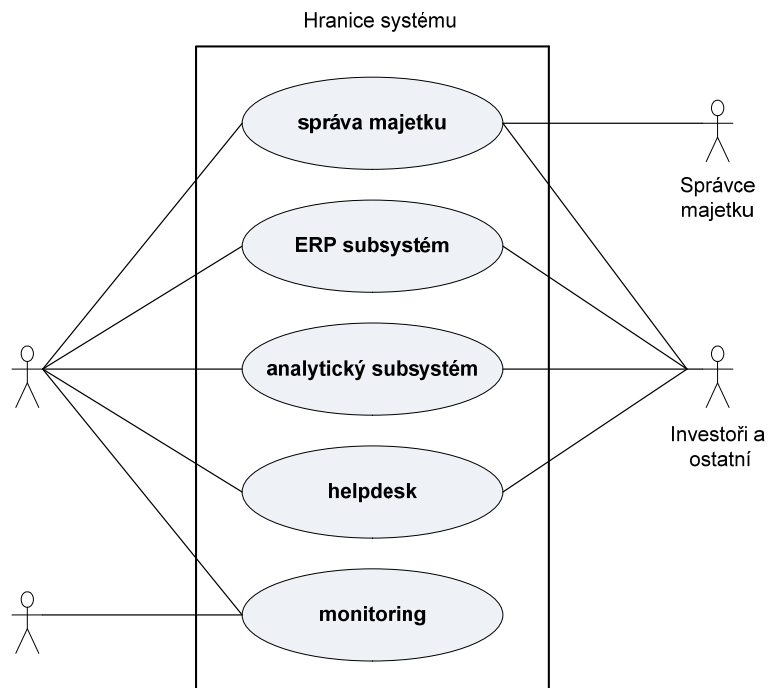 Hranice systému
správa majetku
Správce
majetku
ERP subsystém
analytický subsystém
Investoři a
ostatní
helpdesk
monitoring